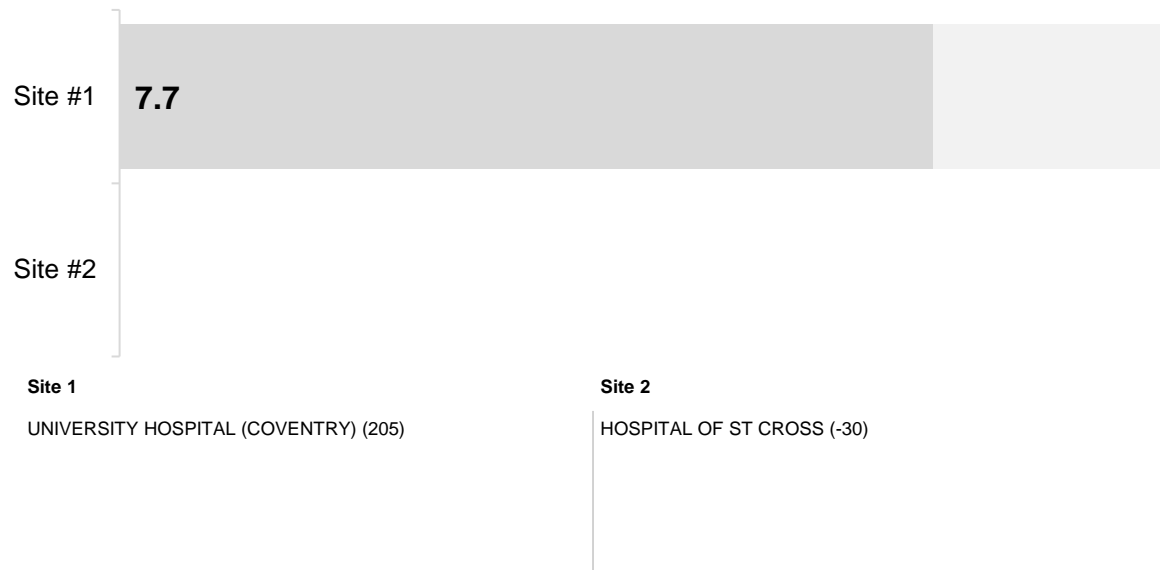 Site #1
7.7
Site #2
Site 1
Site 2
UNIVERSITY HOSPITAL (COVENTRY) (205)
HOSPITAL OF ST CROSS (-30)